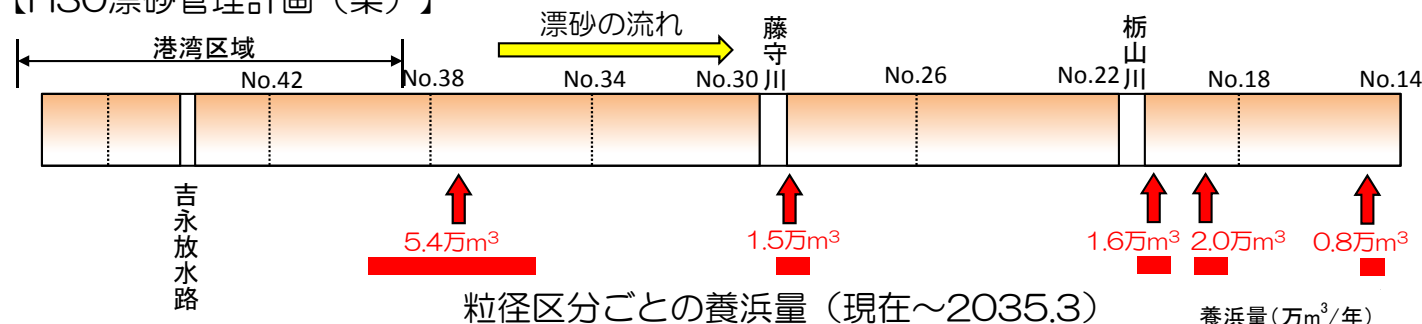 漂砂管理計画（案）】
漂砂の流れ
港湾区域
藤守川
栃山川
No.42
No.38
No.34
No.30
No.26
No.22
No.18
No.14
吉永放水路
5.4万m³
1.5万m³
1.6万m³
2.0万m³
0.8万m³
粒径区分ごとの養浜量（現在～2035.3）
養浜量(万m³/年)